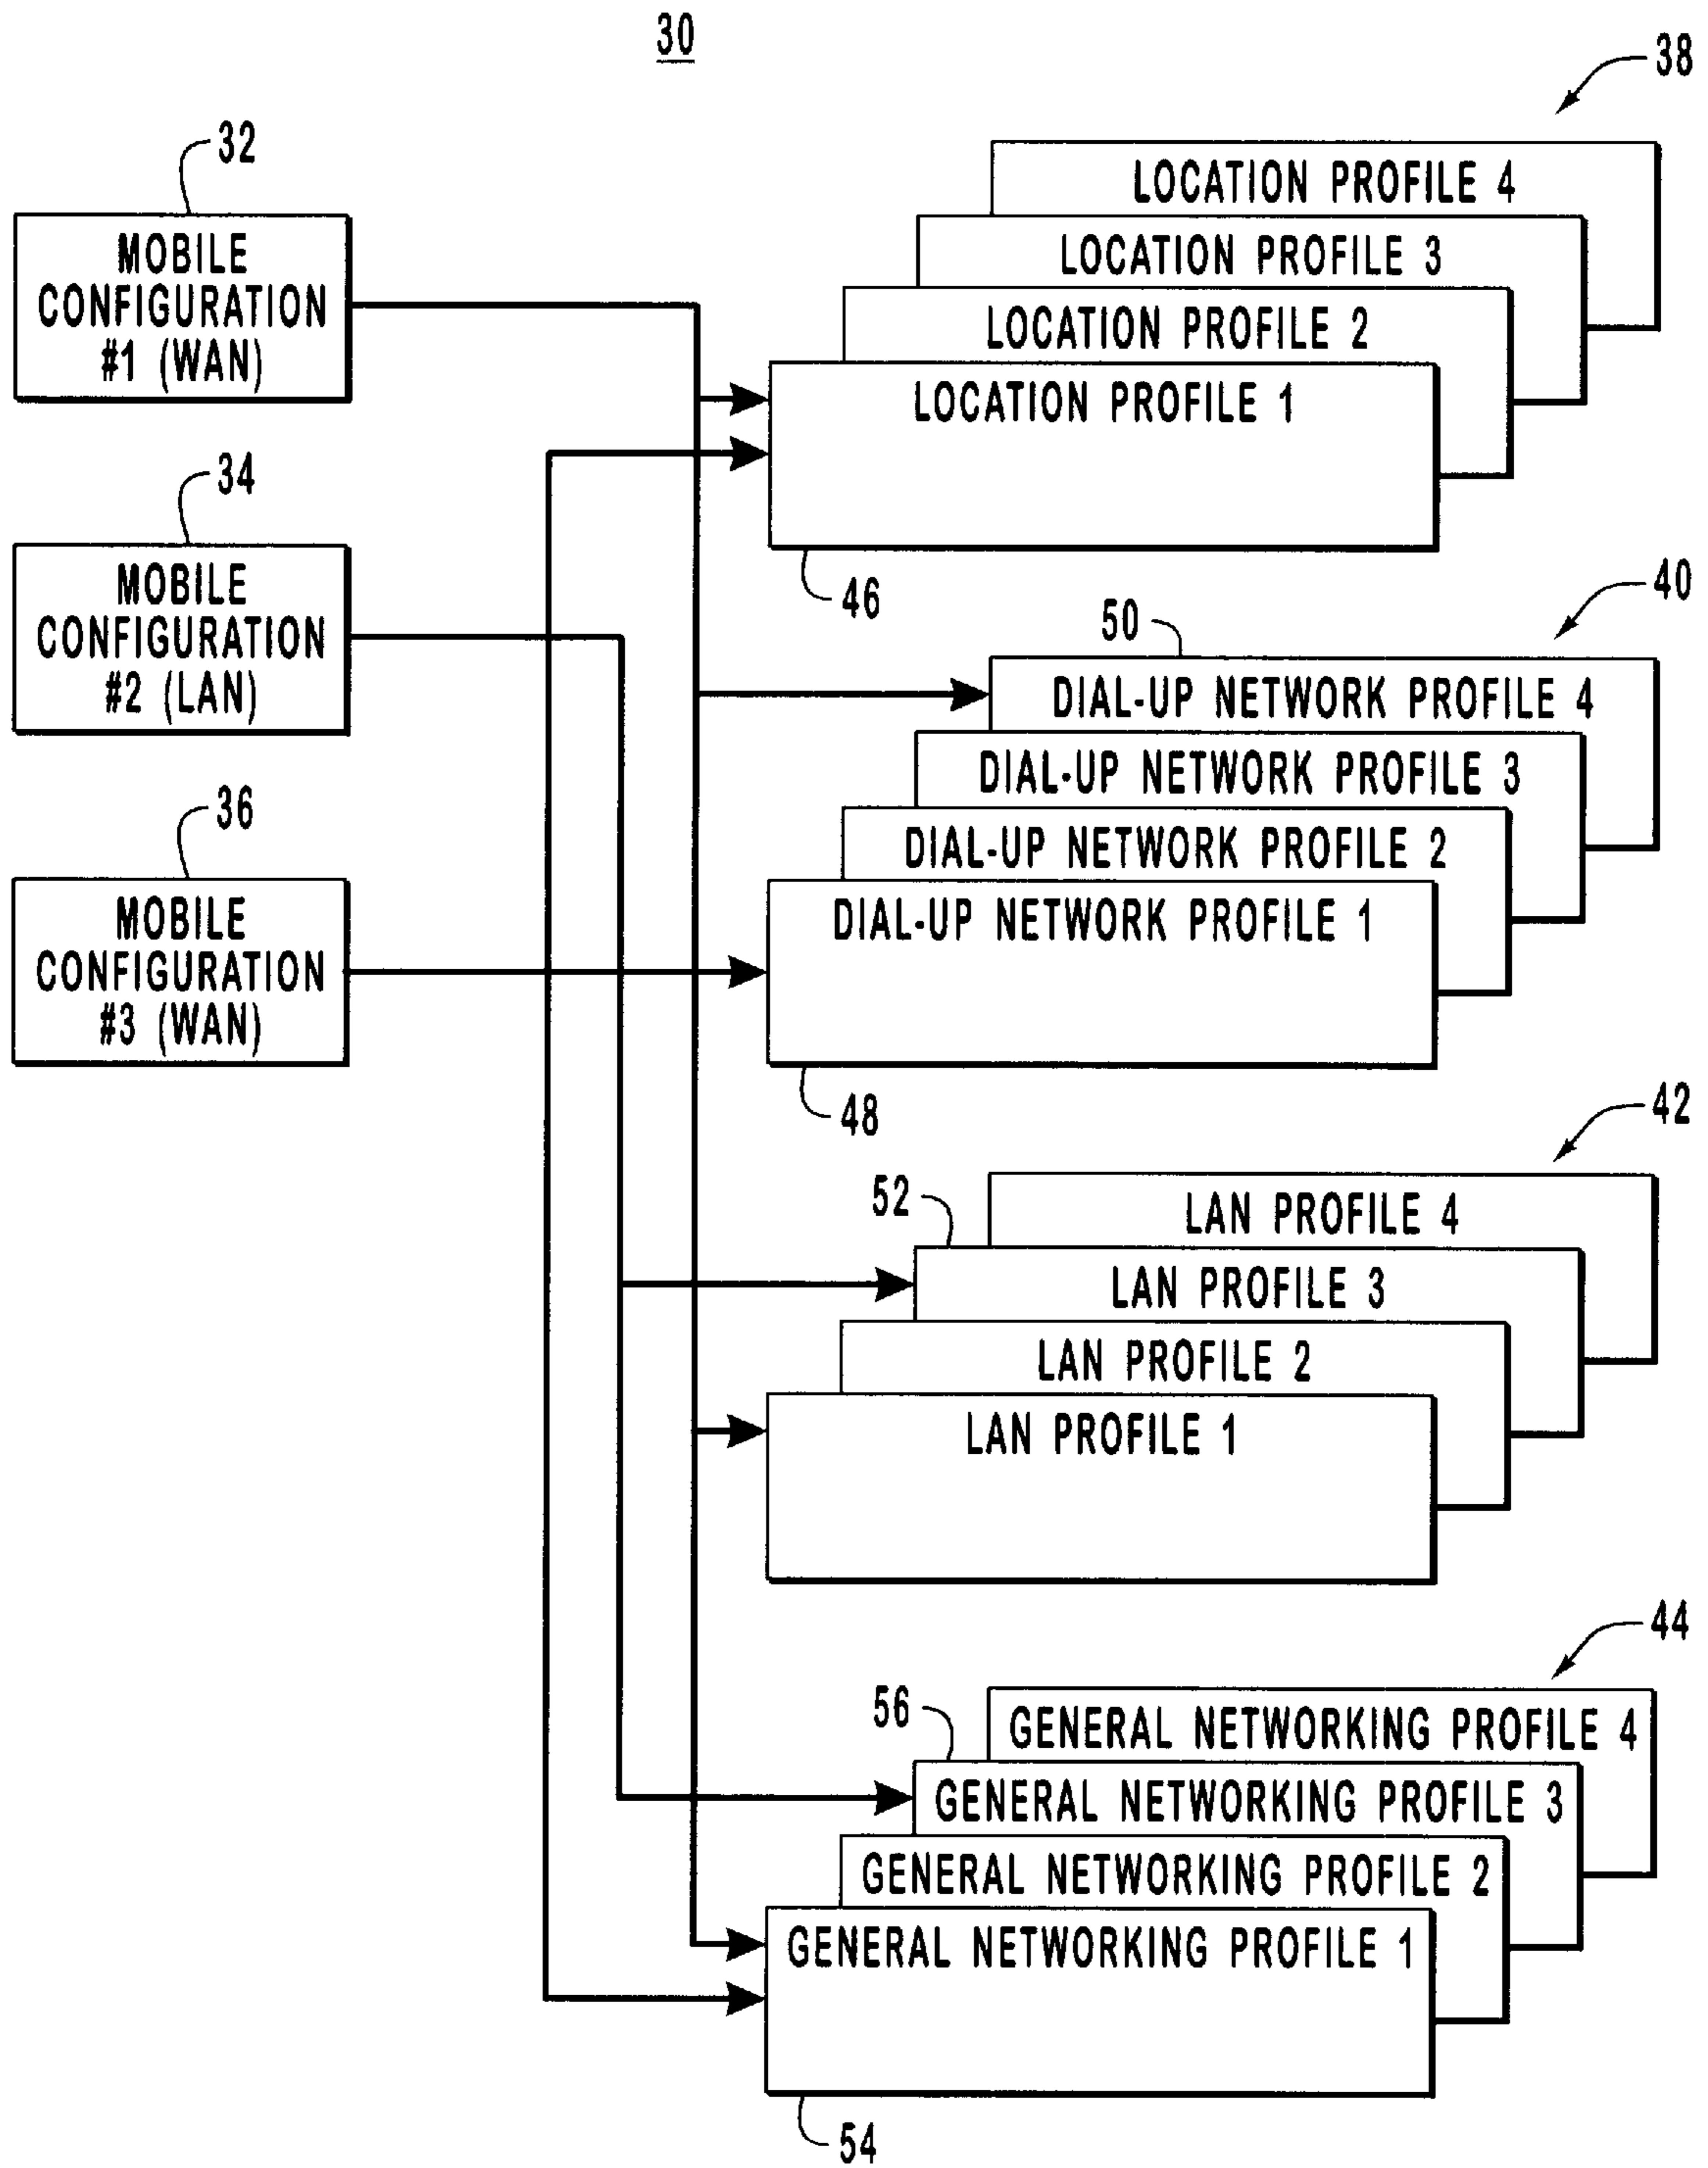 30
38
32
LOCATION PROFILE 4
MOBILE
CONFIGURATION
#1 (WAN)
LOCATION PROFILE 3
LOCATION PROFILE 2
LOCATION PROFILE 1
34
MOBILE
CONFIGURATION
#2 (LAN)
46
40
50
DIAL-UP NETWORK PROFILE 4
DIAL-UP NETWORK PROFILE 3
36
DIAL-UP NETWORK PROFILE 2
MOBILE
CONFIGURATION
#3 (WAN)
DIAL-UP NETWORK PROFILE 1
48
42
52
LAN PROFILE 4
LAN PROFILE 3
LAN PROFILE 2
LAN PROFILE 1
44
56
GENERAL NETWORKING PROFILE 4
GENERAL NETWORKING PROFILE 3
GENERAL NETWORKING PROFILE 2
GENERAL NETWORKING PROFILE 1
54